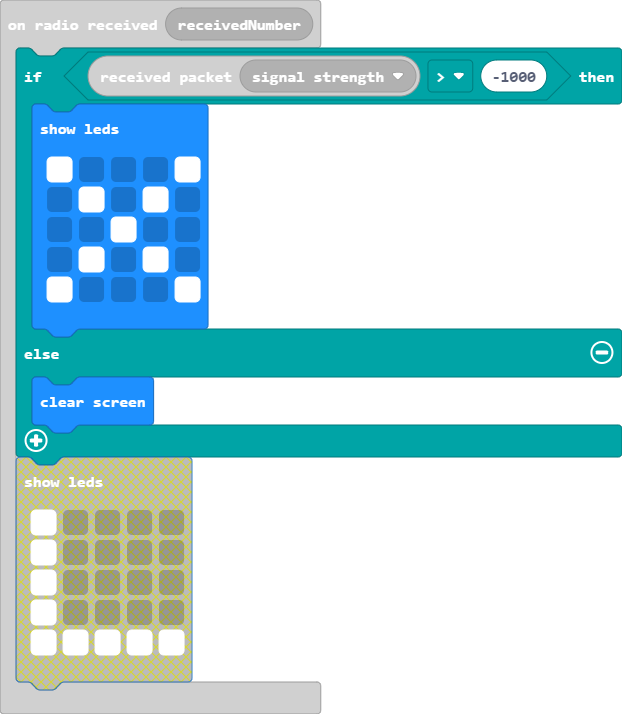 on radio received receivedNumber
if received packet signal strength > -1000 then
show leds
else
clear screen
show leds